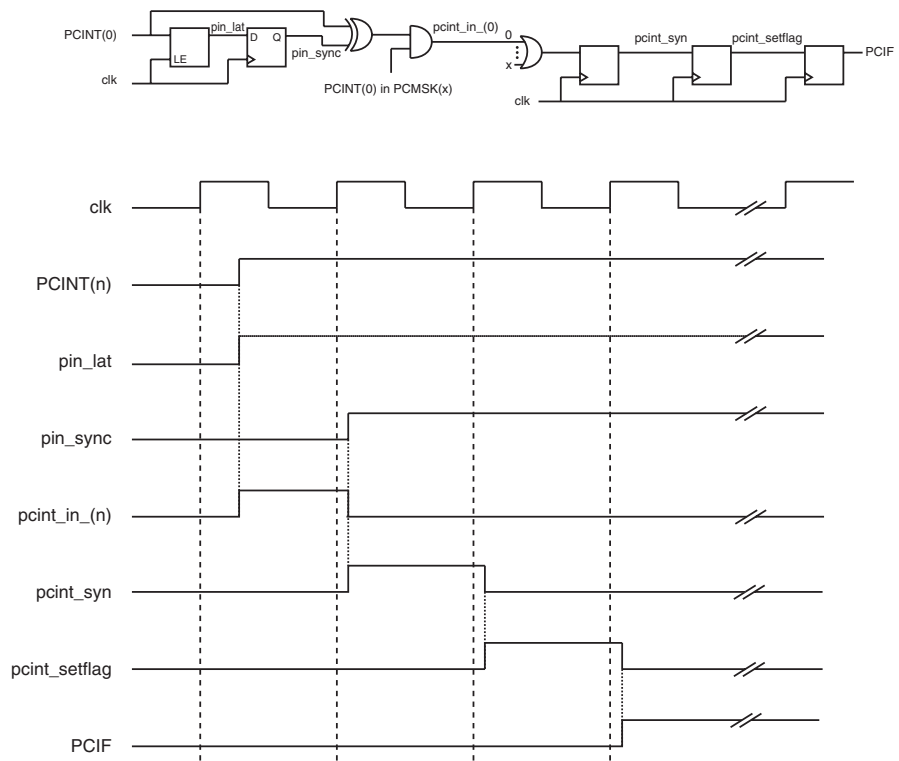 PCINT(0)
pin_lat
D Q
LE
pin_sync
clk
PCINT(0) in PCMSK(x)
pcint_in_(0)
0
x
clk
pcint_syn
pcint_setflag
PCIF
clk
PCINT(n)
pin_lat
pin_sync
pcint_in_(n)
pcint_syn
pcint_setflag
PCIF